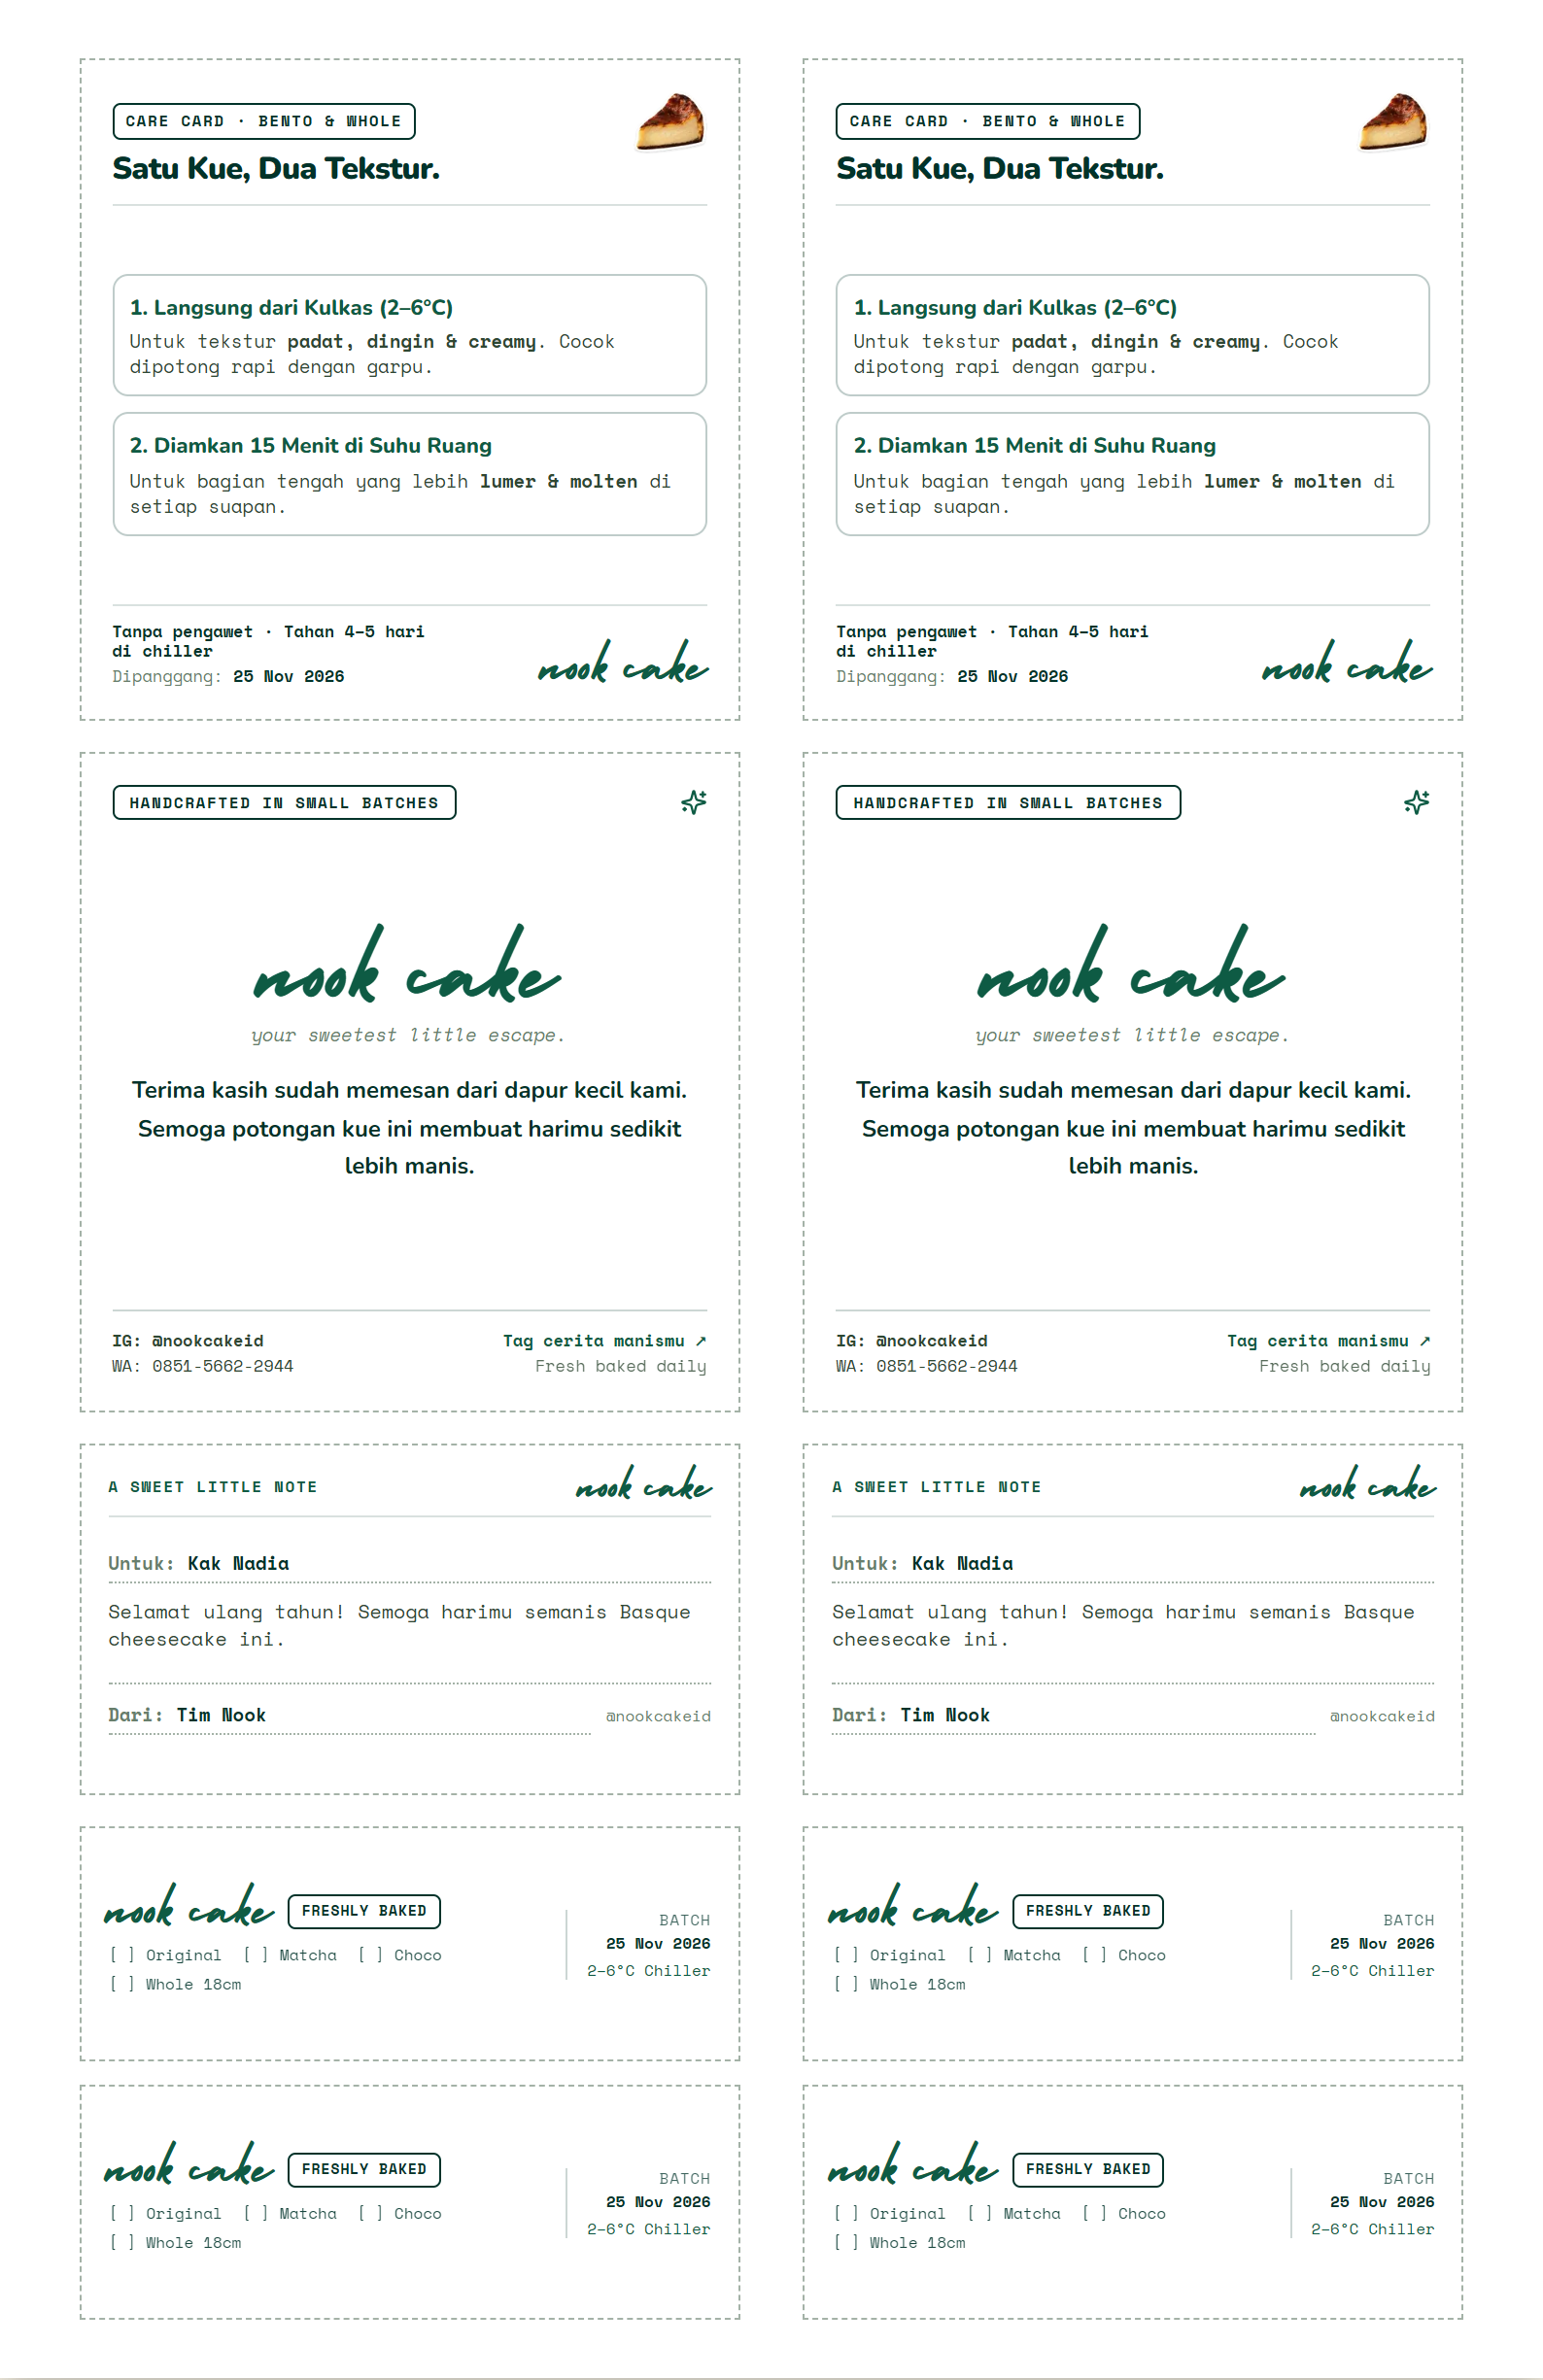 CARE CARD · BENTO & WHOLE
Satu Kue, Dua Tekstur.
1. Langsung dari Kulkas (2–6°C)
Untuk tekstur padat, dingin & creamy. Cocok
dipotong rapi dengan garpu.
2. Diamkan 15 Menit di Suhu Ruang
Untuk bagian tengah yang lebih lumer & molten di
setiap suapan.
Tanpa pengawet · Tahan 4–5 hari
di chiller
Dipanggang: 25 Nov 2026
nook cake
CARE CARD · BENTO & WHOLE
Satu Kue, Dua Tekstur.
1. Langsung dari Kulkas (2–6°C)
Untuk tekstur padat, dingin & creamy. Cocok
dipotong rapi dengan garpu.
2. Diamkan 15 Menit di Suhu Ruang
Untuk bagian tengah yang lebih lumer & molten di
setiap suapan.
Tanpa pengawet · Tahan 4–5 hari
di chiller
Dipanggang: 25 Nov 2026
nook cake
HANDCRAFTED IN SMALL BATCHES
nook cake
your sweetest little escape.
Terima kasih sudah memesan dari dapur kecil kami.
Semoga potongan kue ini membuat harimu sedikit
lebih manis.
IG: @nookcakeid
WA: 0851-5662-2944
Tag cerita manismu ↗
Fresh baked daily
HANDCRAFTED IN SMALL BATCHES
nook cake
your sweetest little escape.
Terima kasih sudah memesan dari dapur kecil kami.
Semoga potongan kue ini membuat harimu sedikit
lebih manis.
IG: @nookcakeid
WA: 0851-5662-2944
Tag cerita manismu ↗
Fresh baked daily
A SWEET LITTLE NOTE
nook cake
Untuk: Kak Nadia
Selamat ulang tahun! Semoga harimu semanis Basque
cheesecake ini.
Dari: Tim Nook
@nookcakeid
A SWEET LITTLE NOTE
nook cake
Untuk: Kak Nadia
Selamat ulang tahun! Semoga harimu semanis Basque
cheesecake ini.
Dari: Tim Nook
@nookcakeid
nook cake
FRESHLY BAKED
[ ] Original [ ] Matcha [ ] Choco
[ ] Whole 18cm
BATCH
25 Nov 2026
2–6°C Chiller
nook cake
FRESHLY BAKED
[ ] Original [ ] Matcha [ ] Choco
[ ] Whole 18cm
BATCH
25 Nov 2026
2–6°C Chiller
nook cake
FRESHLY BAKED
[ ] Original [ ] Matcha [ ] Choco
[ ] Whole 18cm
BATCH
25 Nov 2026
2–6°C Chiller
nook cake
FRESHLY BAKED
[ ] Original [ ] Matcha [ ] Choco
[ ] Whole 18cm
BATCH
25 Nov 2026
2–6°C Chiller